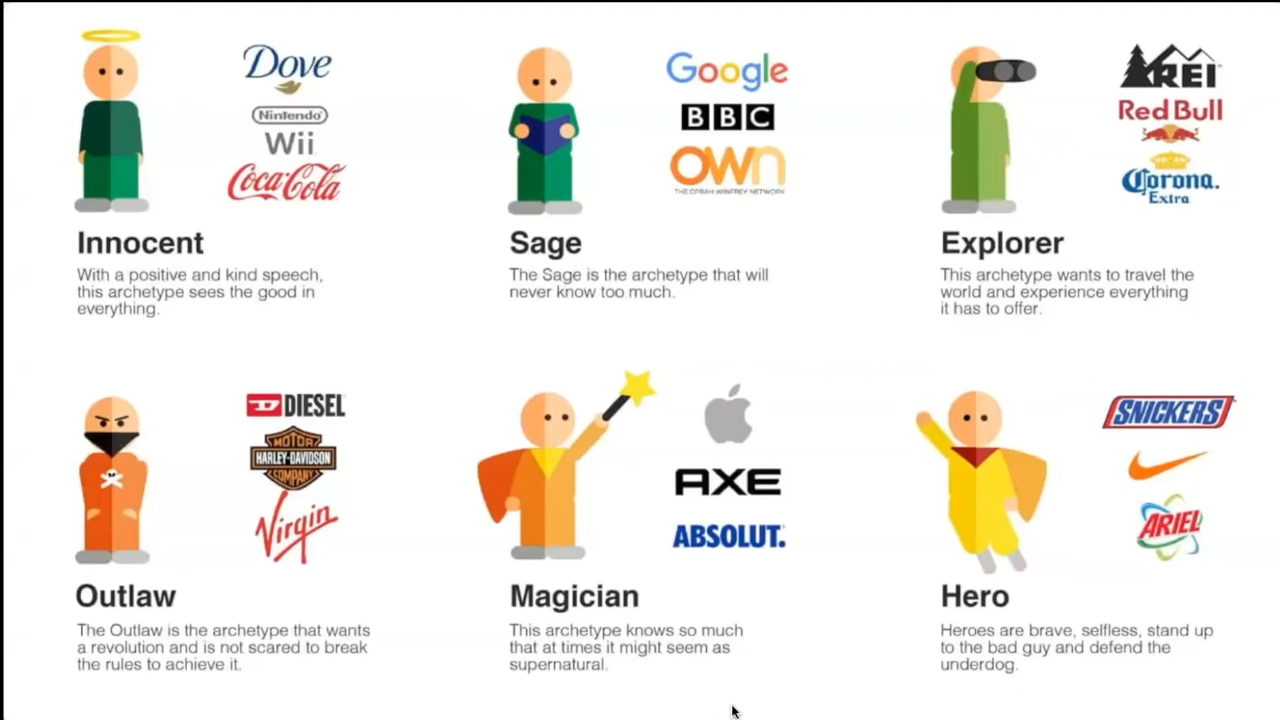 Dove
Nintendo
Wii
Coca-Cola
Innocent
With a positive and kind speech,
this archetype sees the good in
everything.
Google
BBC
OWN
THE OPRAH WINFREY NETWORK
Sage
The Sage is the archetype that will
never know too much.
REI
Red Bull
Corona.
Extra
Explorer
This archetype wants to travel the
world and experience everything
it has to offer.
DIESEL
MOTOR
HARLEY-DAVIDSON
COMPANY
Virgin
Outlaw
The Outlaw is the archetype that wants
a revolution and is not scared to break
the rules to achieve it.
AXE
ABSOLUT.
Magician
This archetype knows so much
that at times it might seem as
supernatural.
SNICKERS
ARIEL
Hero
Heroes are brave, selfless, stand up
to the bad guy and defend the
underdog.